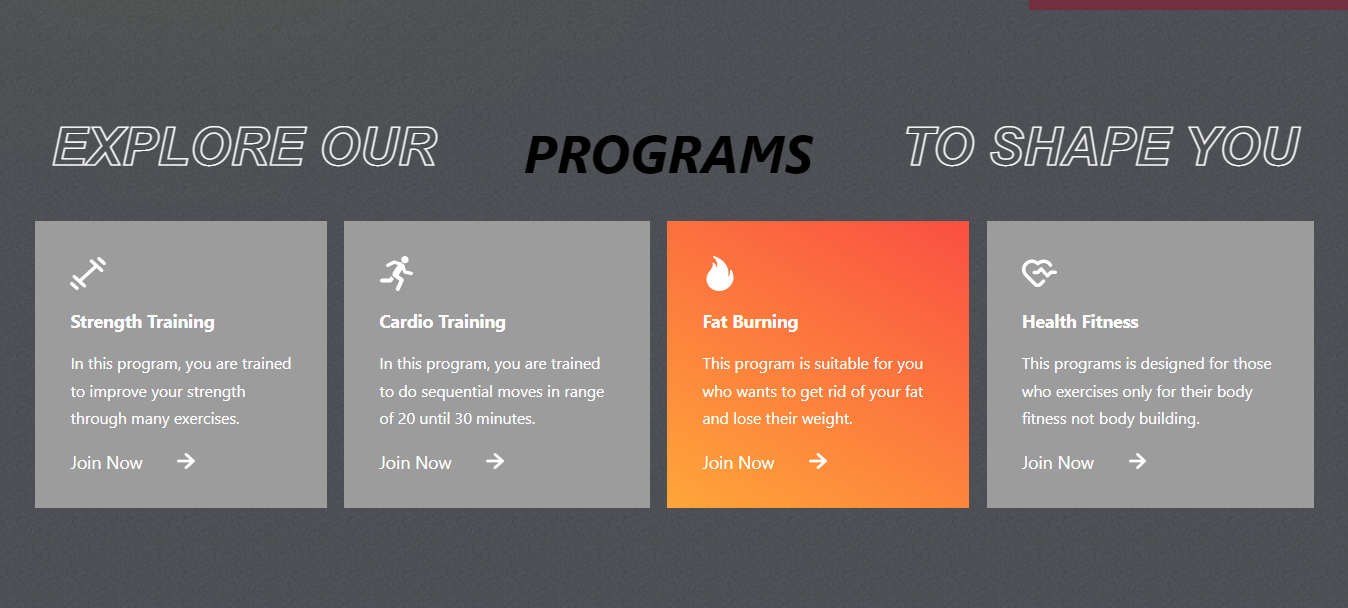 EXPLORE OUR PROGRAMS TO SHAPE YOU
Strength Training
In this program, you are trained
to improve your strength
through many exercises.
Join Now
Cardio Training
In this program, you are trained
to do sequential moves in range
of 20 until 30 minutes.
Join Now
Fat Burning
This program is suitable for you
who wants to get rid of your fat
and lose their weight.
Join Now
Health Fitness
This programs is designed for those
who exercises only for their body
fitness not body building.
Join Now